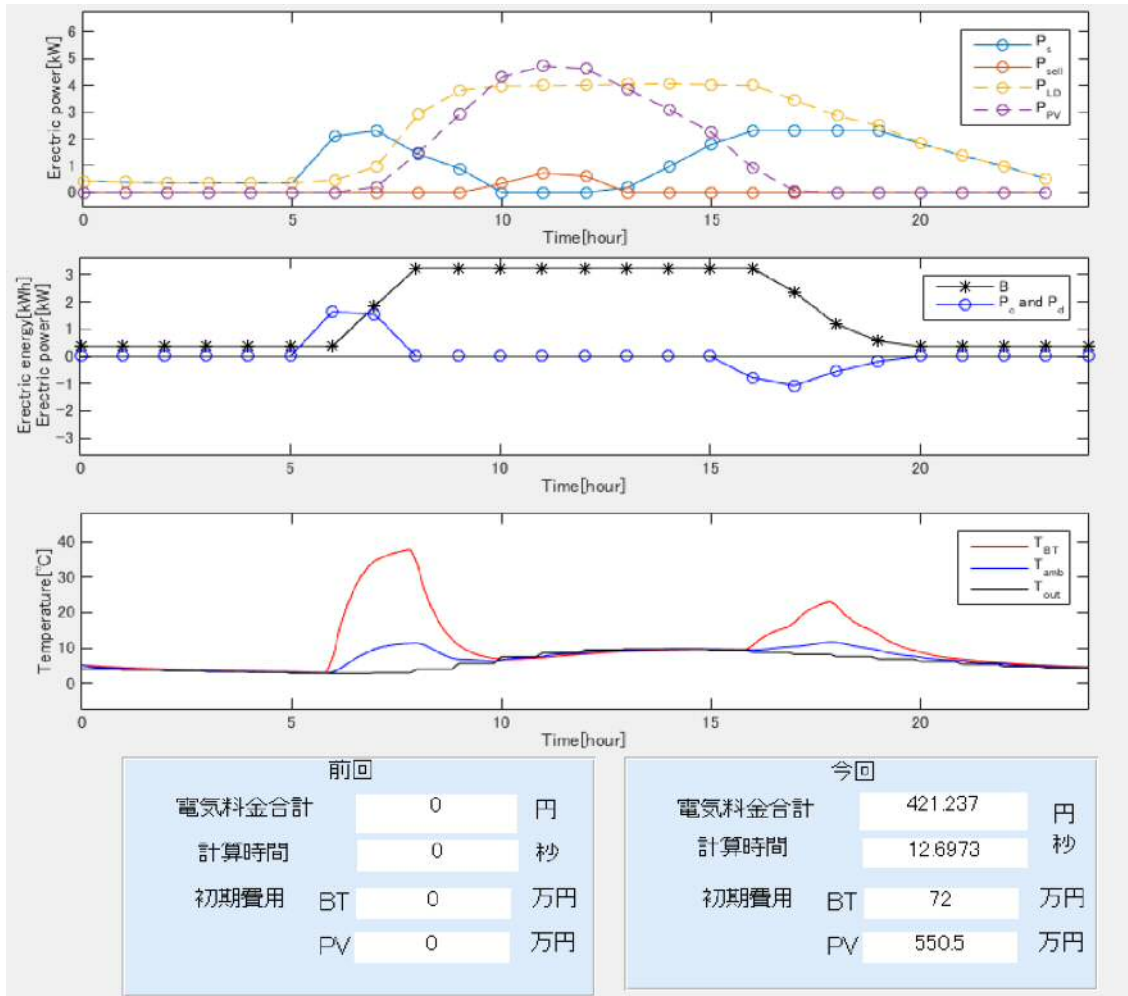 6
5
4
3
2
1
0
Erectric power[kW]
P_s
P_sell
P_LD
P_PV
0 5 10 15 20
Time[hour]
3
2
1
0
-1
-2
-3
Erectric energy[kWh]
Erectric power[kW]
B
P_c and P_d
0 5 10 15 20
Time[hour]
40
30
20
10
0
Temperature[℃]
T_BT
T_amb
T_out
0 5 10 15 20
Time[hour]
前回
電気料金合計 0 円
計算時間 0 秒
初期費用 BT 0 万円
PV 0 万円
今回
電気料金合計 421.237 円
計算時間 12.6973 秒
初期費用 BT 72 万円
PV 550.5 万円